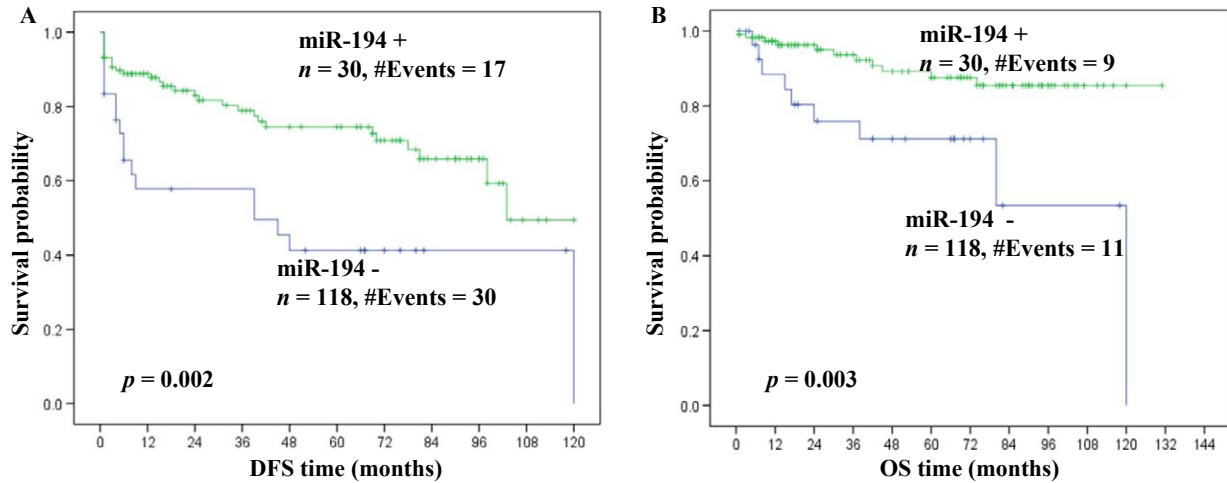 A
miR-194 +
n = 30, #Events = 17
miR-194 -
n = 118, #Events = 30
p = 0.002
Survival probability
1.0
0.8
0.6
0.4
0.2
0.0
0 12 24 36 48 60 72 84 96 108 120
DFS time (months)
B
miR-194 +
n = 30, #Events = 9
miR-194 -
n = 118, #Events = 11
p = 0.003
Survival probability
1.0
0.8
0.6
0.4
0.2
0.0
0 12 24 36 48 60 72 84 96 108 120 132 144
OS time (months)